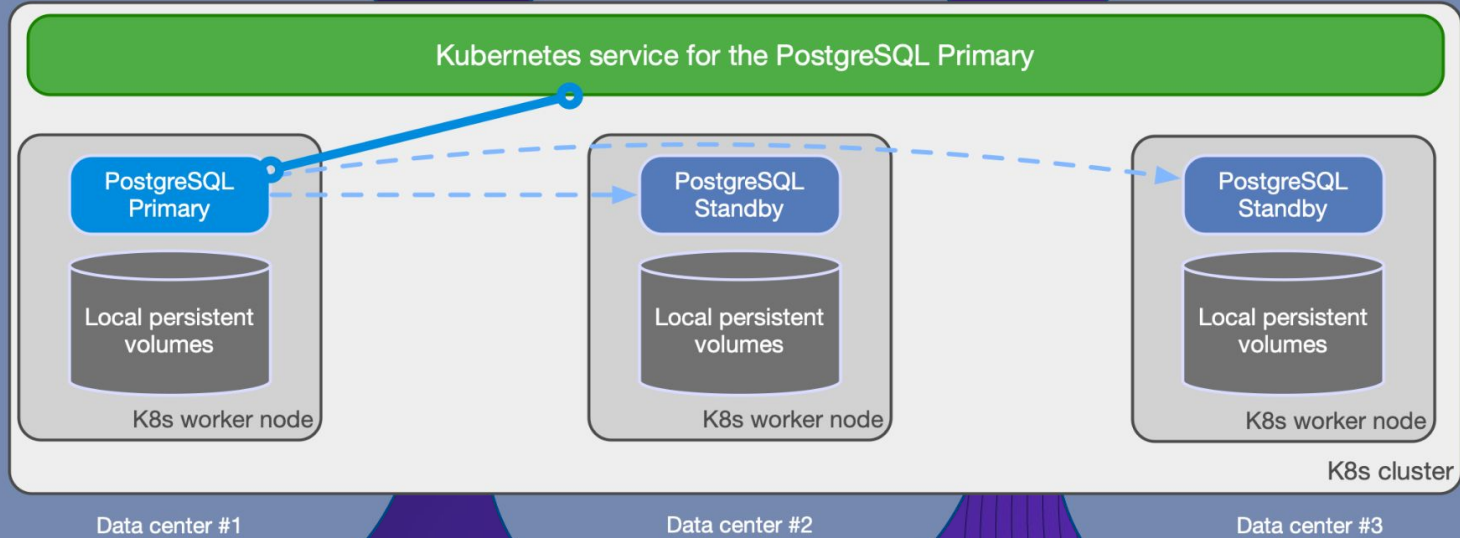 Kubernetes service for the PostgreSQL Primary
PostgreSQL
Primary
Local persistent
volumes
K8s worker node
PostgreSQL
Standby
Local persistent
volumes
K8s worker node
PostgreSQL
Standby
Local persistent
volumes
K8s worker node
K8s cluster
Data center #1
Data center #2
Data center #3